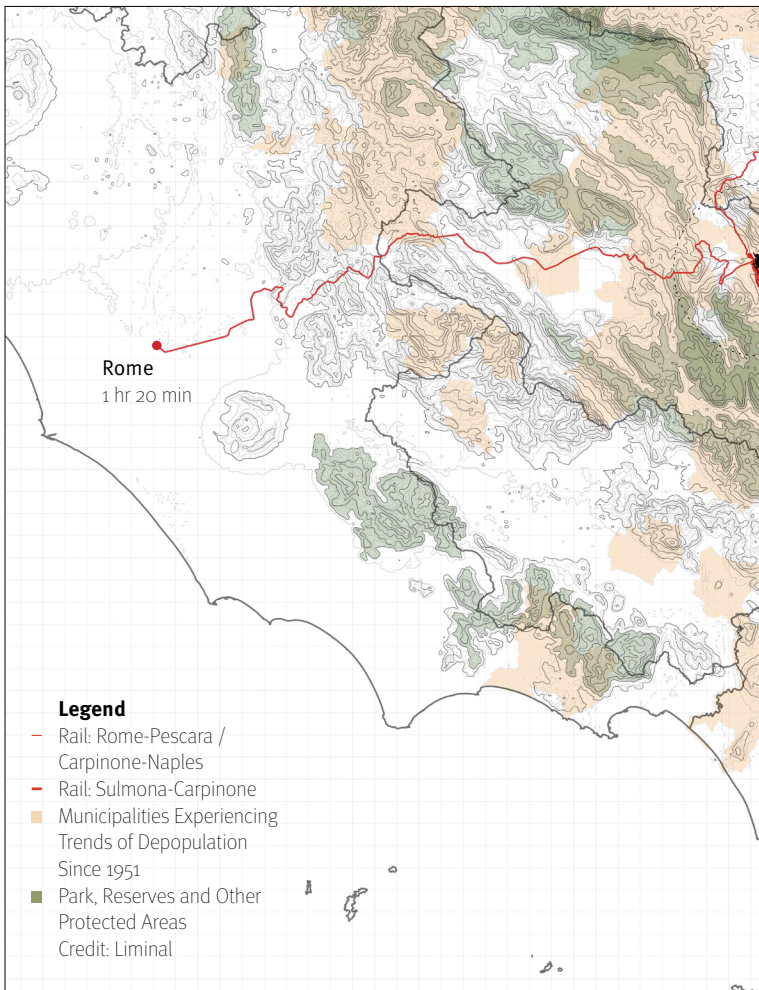 Rome
1 hr 20 min
Legend
Rail: Rome-Pescara /
Carpinone-Naples
Rail: Sulmona-Carpinone
Municipalities Experiencing
Trends of Depopulation
Since 1951
Park, Reserves and Other
Protected Areas
Credit: Liminal